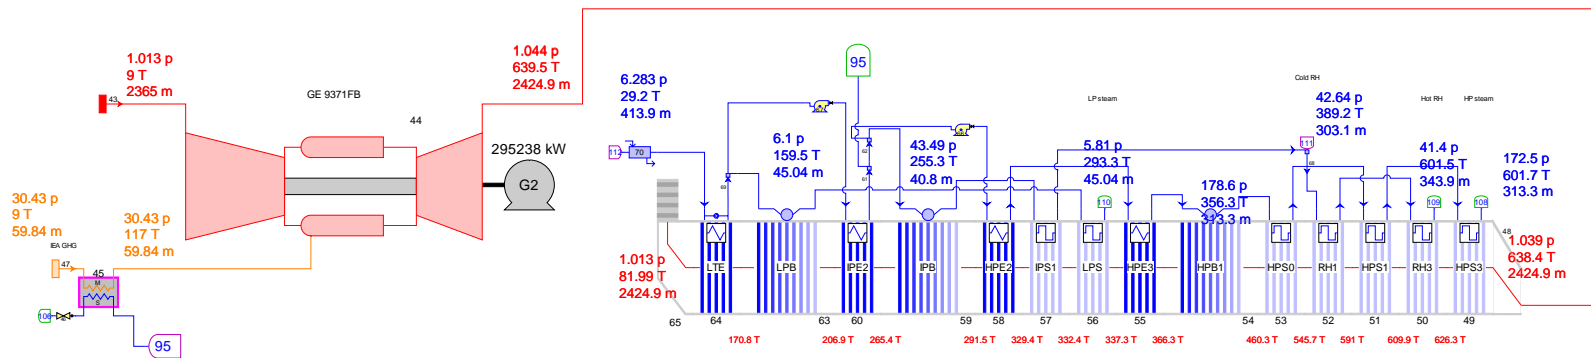 1.013 p
9 T
2365 m
43
GE 9371FB
44
1.044 p
639.5 T
2424.9 m
295238 kW
G2
30.43 p
9 T
59.84 m
30.43 p
117 T
59.84 m
IEA GHG
47
45
M
S
106
95
6.283 p
29.2 T
413.9 m
112
70
69
6.1 p
159.5 T
45.04 m
95
62
61
43.49 p
255.3 T
40.8 m
LP steam
5.81 p
293.3 T
45.04 m
110
178.6 p
356.3 T
313.3 m
Cold RH
42.64 p
389.2 T
303.1 m
111
68
Hot RH
HP steam
41.4 p
601.5 T
343.9 m
172.5 p
601.7 T
313.3 m
109
108
48
1.013 p
81.99 T
2424.9 m
LTE
LPB
IPE2
IPB
HPE2
IPS1
LPS
HPE3
HPB1
HPS0
RH1
HPS1
RH3
HPS3
1.039 p
638.4 T
2424.9 m
65
64
63
60
59
58
57
56
55
54
53
52
51
50
49
170.8 T
206.9 T
265.4 T
291.5 T
329.4 T
332.4 T
337.3 T
366.3 T
460.3 T
545.7 T
591 T
609.9 T
626.3 T